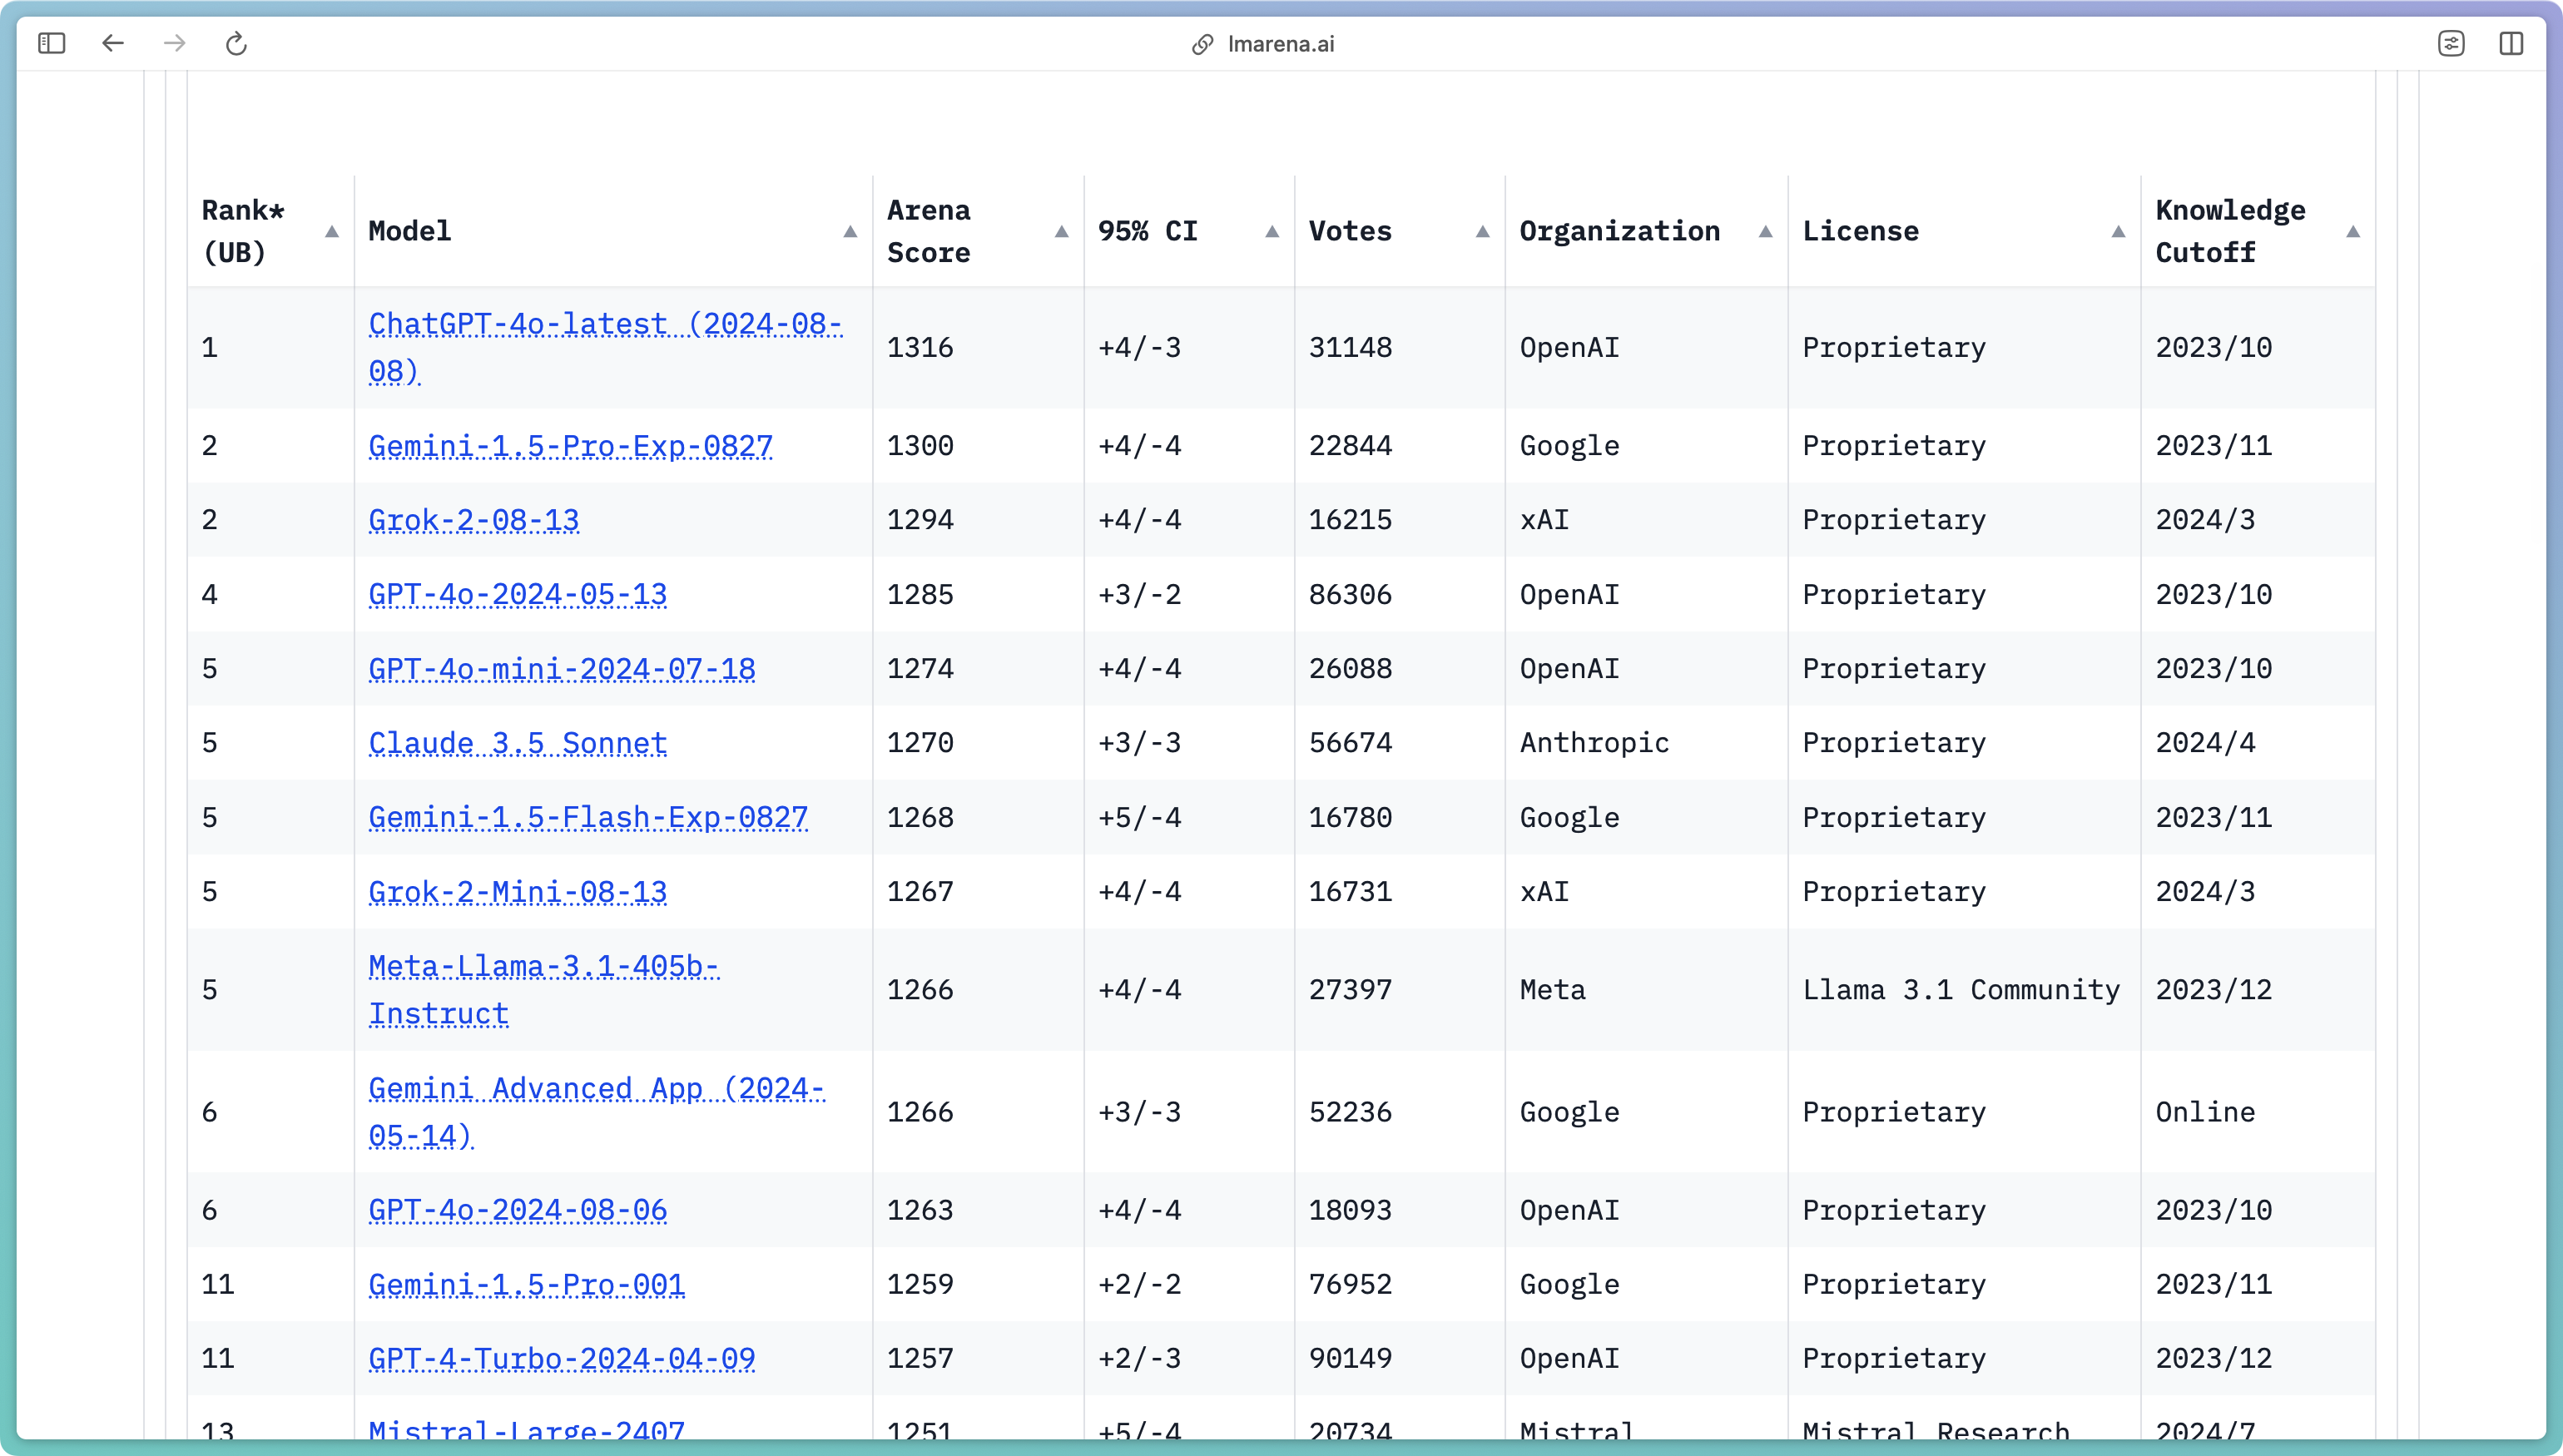 lmarena.ai
Rank* (UB) ▲ Model ▲ Arena Score ▲ 95% CI ▲ Votes ▲ Organization ▲ License ▲ Knowledge Cutoff ▲
1 ChatGPT-4o-latest (2024-08-08) 1316 +4/-3 31148 OpenAI Proprietary 2023/10
2 Gemini-1.5-Pro-Exp-0827 1300 +4/-4 22844 Google Proprietary 2023/11
2 Grok-2-08-13 1294 +4/-4 16215 xAI Proprietary 2024/3
4 GPT-4o-2024-05-13 1285 +3/-2 86306 OpenAI Proprietary 2023/10
5 GPT-4o-mini-2024-07-18 1274 +4/-4 26088 OpenAI Proprietary 2023/10
5 Claude 3.5 Sonnet 1270 +3/-3 56674 Anthropic Proprietary 2024/4
5 Gemini-1.5-Flash-Exp-0827 1268 +5/-4 16780 Google Proprietary 2023/11
5 Grok-2-Mini-08-13 1267 +4/-4 16731 xAI Proprietary 2024/3
5 Meta-Llama-3.1-405b-Instruct 1266 +4/-4 27397 Meta Llama 3.1 Community 2023/12
6 Gemini Advanced App (2024-05-14) 1266 +3/-3 52236 Google Proprietary Online
6 GPT-4o-2024-08-06 1263 +4/-4 18093 OpenAI Proprietary 2023/10
11 Gemini-1.5-Pro-001 1259 +2/-2 76952 Google Proprietary 2023/11
11 GPT-4-Turbo-2024-04-09 1257 +2/-3 90149 OpenAI Proprietary 2023/12
13 Mistral-Large-2407 1251 +5/-4 20734 Mistral Mistral Research 2024/7